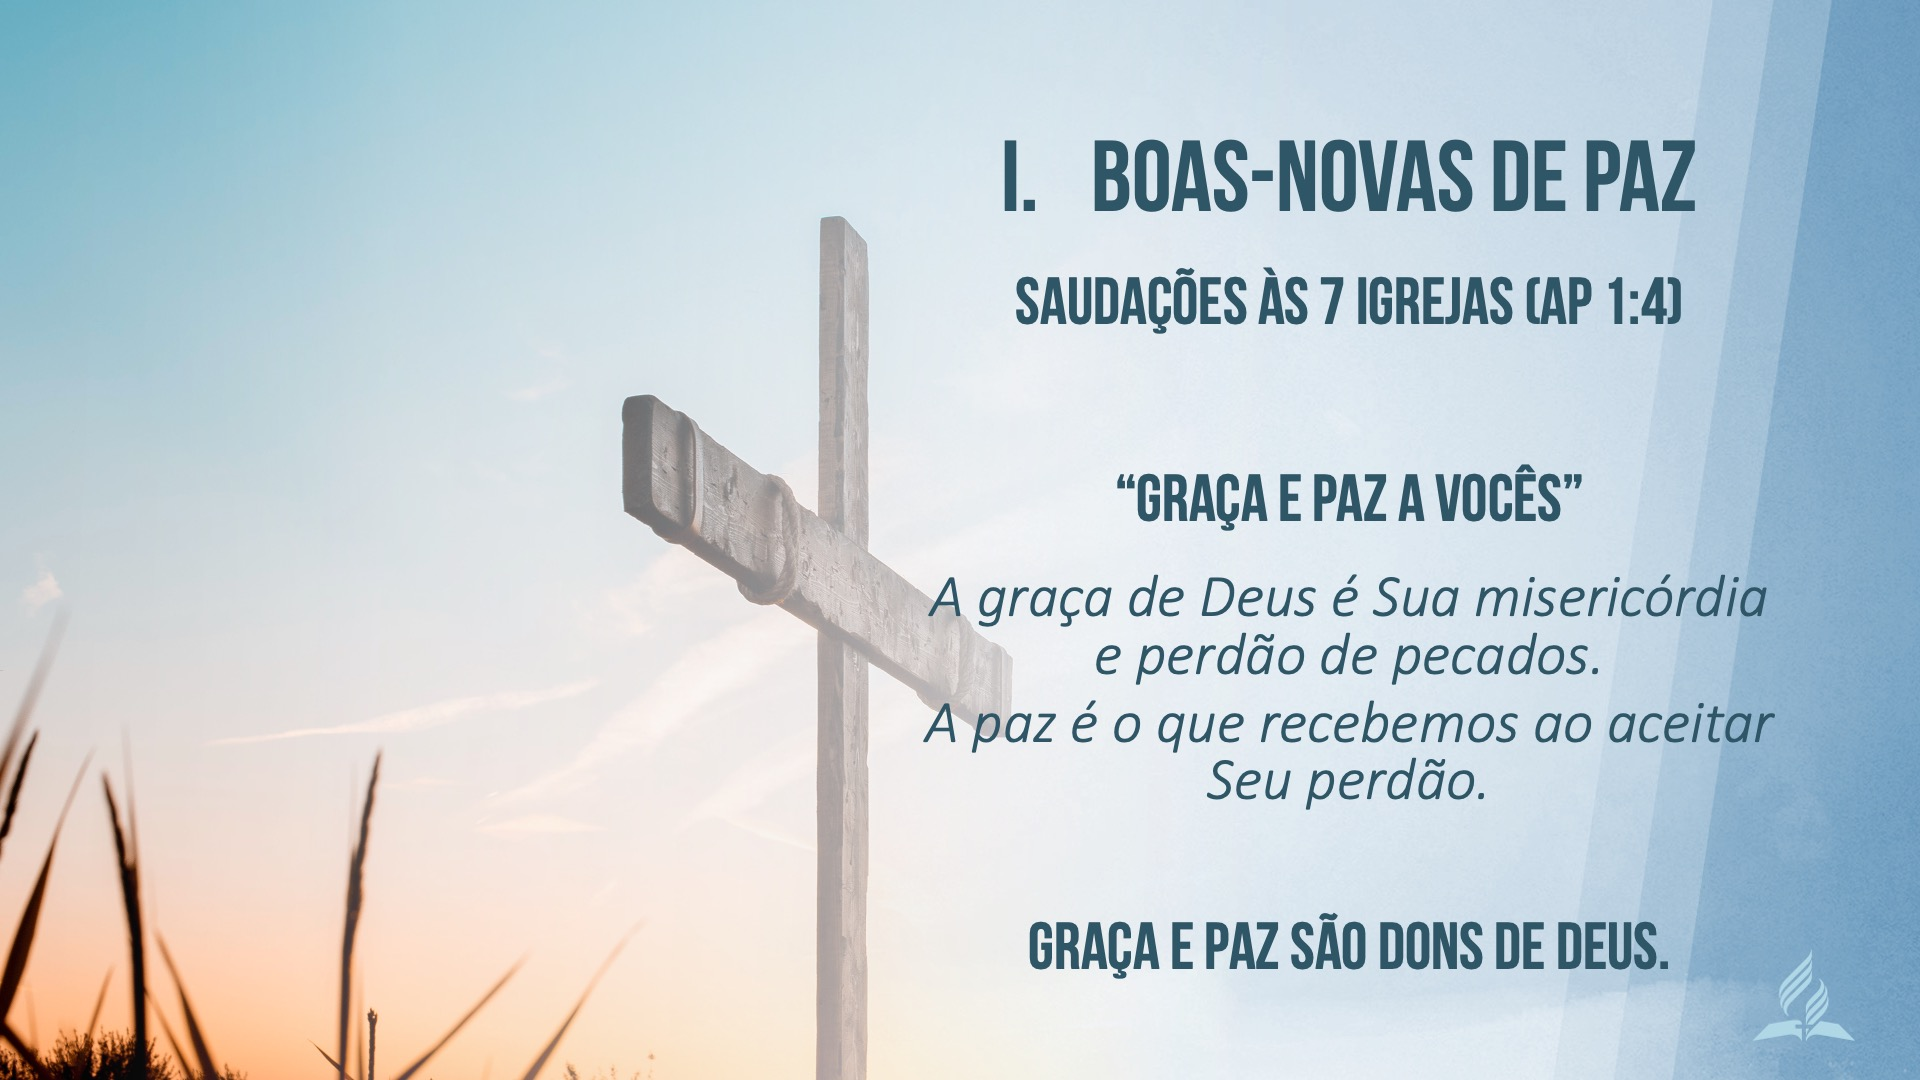 I. BOAS-NOVAS DE PAZ
SAUDAÇÕES ÀS 7 IGREJAS (AP 1:4)
“GRAÇA E PAZ A VOCÊS”
A graça de Deus é Sua misericórdia
e perdão de pecados.
A paz é o que recebemos ao aceitar
Seu perdão.
GRAÇA E PAZ SÃO DONS DE DEUS.